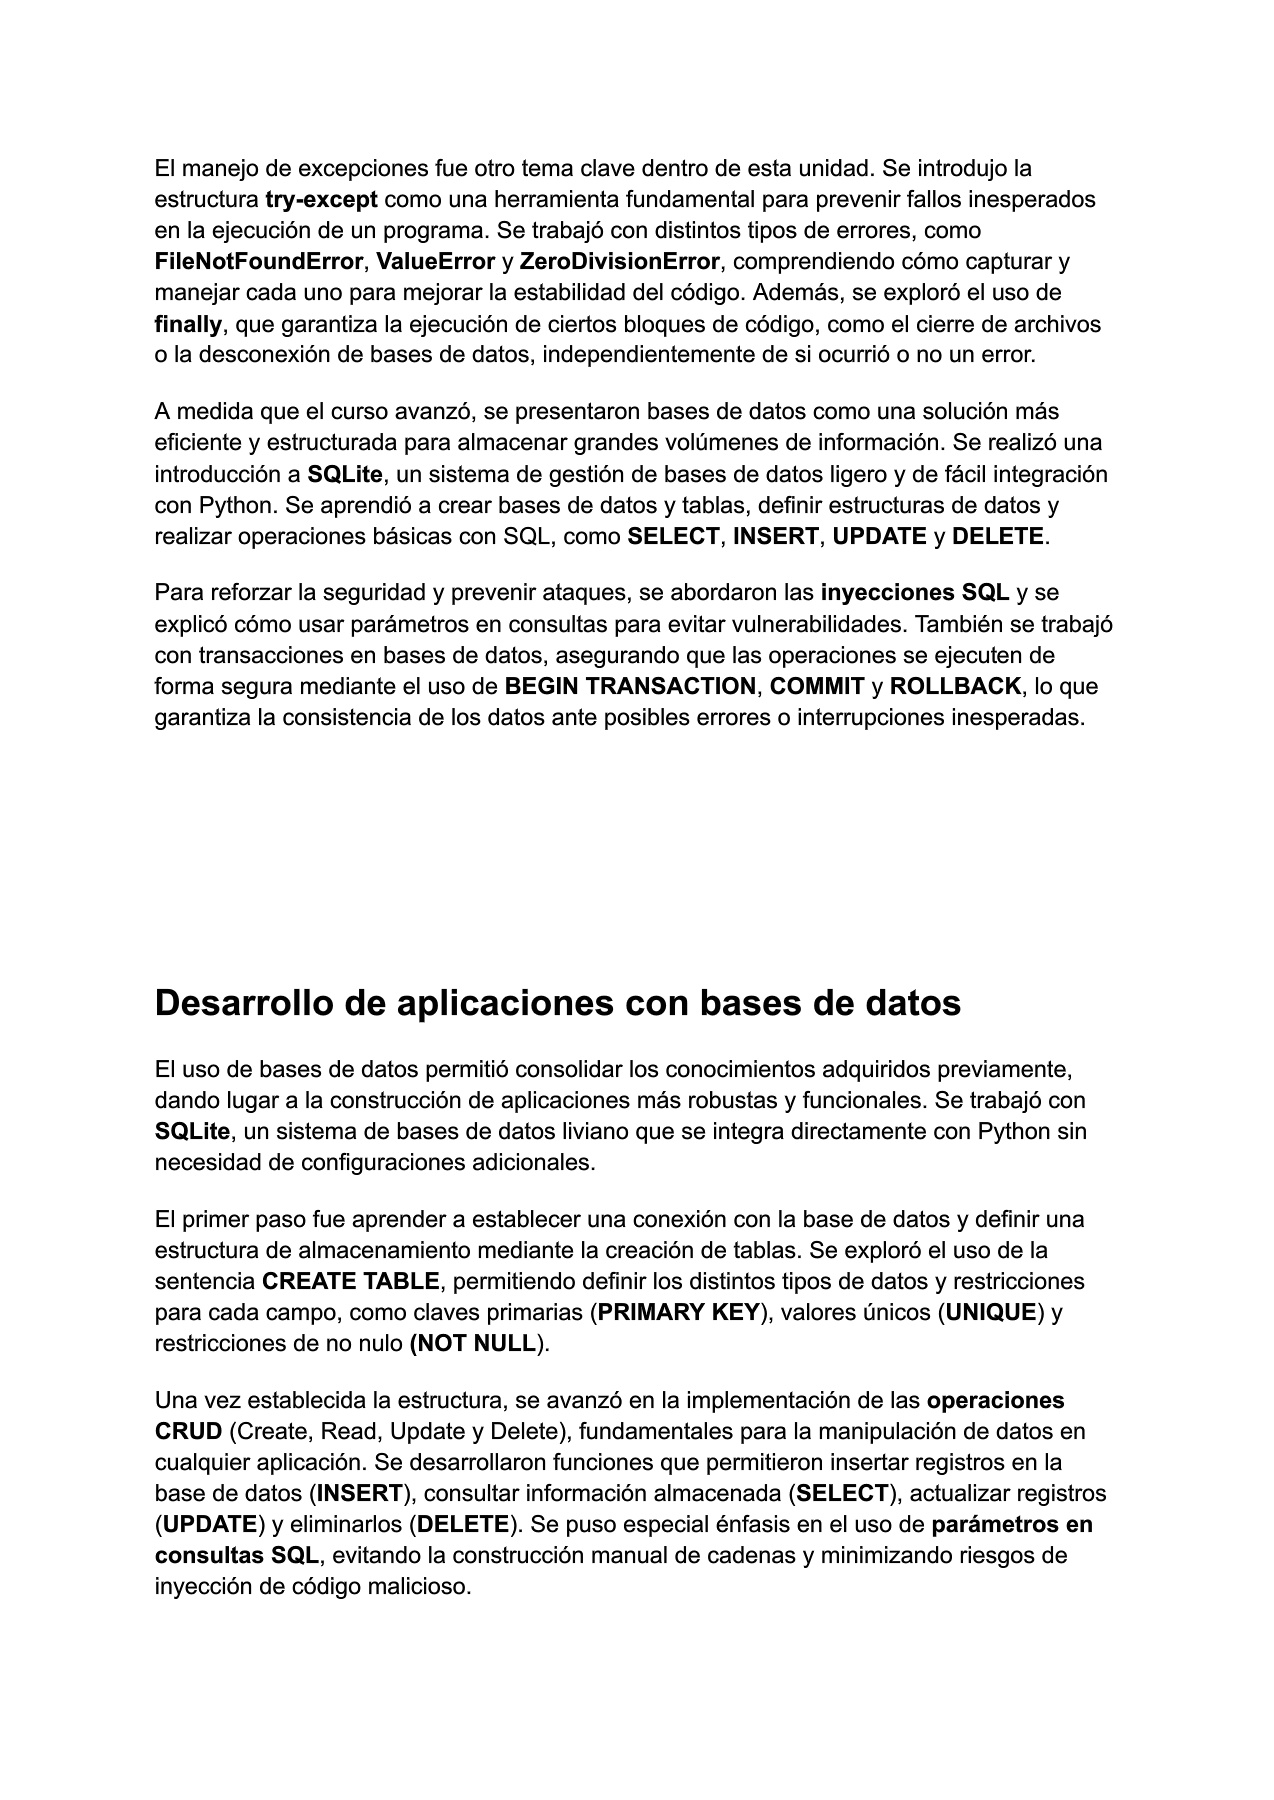 El manejo de excepciones fue otro tema clave dentro de esta unidad. Se introdujo la
estructura try-except como una herramienta fundamental para prevenir fallos inesperados
en la ejecución de un programa. Se trabajó con distintos tipos de errores, como
FileNotFoundError, ValueError y ZeroDivisionError, comprendiendo cómo capturar y
manejar cada uno para mejorar la estabilidad del código. Además, se exploró el uso de
finally, que garantiza la ejecución de ciertos bloques de código, como el cierre de archivos
o la desconexión de bases de datos, independientemente de si ocurrió o no un error.
A medida que el curso avanzó, se presentaron bases de datos como una solución más
eficiente y estructurada para almacenar grandes volúmenes de información. Se realizó una
introducción a SQLite, un sistema de gestión de bases de datos ligero y de fácil integración
con Python. Se aprendió a crear bases de datos y tablas, definir estructuras de datos y
realizar operaciones básicas con SQL, como SELECT, INSERT, UPDATE y DELETE.
Para reforzar la seguridad y prevenir ataques, se abordaron las inyecciones SQL y se
explicó cómo usar parámetros en consultas para evitar vulnerabilidades. También se trabajó
con transacciones en bases de datos, asegurando que las operaciones se ejecuten de
forma segura mediante el uso de BEGIN TRANSACTION, COMMIT y ROLLBACK, lo que
garantiza la consistencia de los datos ante posibles errores o interrupciones inesperadas.
Desarrollo de aplicaciones con bases de datos
El uso de bases de datos permitió consolidar los conocimientos adquiridos previamente,
dando lugar a la construcción de aplicaciones más robustas y funcionales. Se trabajó con
SQLite, un sistema de bases de datos liviano que se integra directamente con Python sin
necesidad de configuraciones adicionales.
El primer paso fue aprender a establecer una conexión con la base de datos y definir una
estructura de almacenamiento mediante la creación de tablas. Se exploró el uso de la
sentencia CREATE TABLE, permitiendo definir los distintos tipos de datos y restricciones
para cada campo, como claves primarias (PRIMARY KEY), valores únicos (UNIQUE) y
restricciones de no nulo (NOT NULL).
Una vez establecida la estructura, se avanzó en la implementación de las operaciones
CRUD (Create, Read, Update y Delete), fundamentales para la manipulación de datos en
cualquier aplicación. Se desarrollaron funciones que permitieron insertar registros en la
base de datos (INSERT), consultar información almacenada (SELECT), actualizar registros
(UPDATE) y eliminarlos (DELETE). Se puso especial énfasis en el uso de parámetros en
consultas SQL, evitando la construcción manual de cadenas y minimizando riesgos de
inyección de código malicioso.